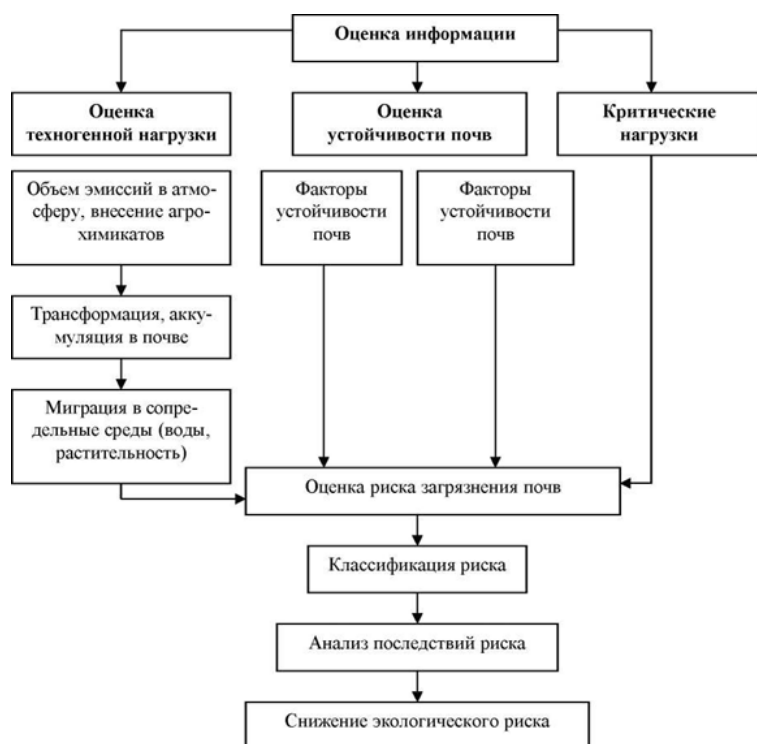 Оценка информации
Оценка
техногенной нагрузки
Оценка
устойчивости почв
Критические
нагрузки
Объем эмиссий в атмо-
сферу, внесение агро-
химикатов
Факторы
устойчивости
почв
Факторы
устойчивости
почв
Трансформация, акку-
муляция в почве
Миграция в сопре-
дельные среды (воды,
растительность)
Оценка риска загрязнения почв
Классификация риска
Анализ последствий риска
Снижение экологического риска